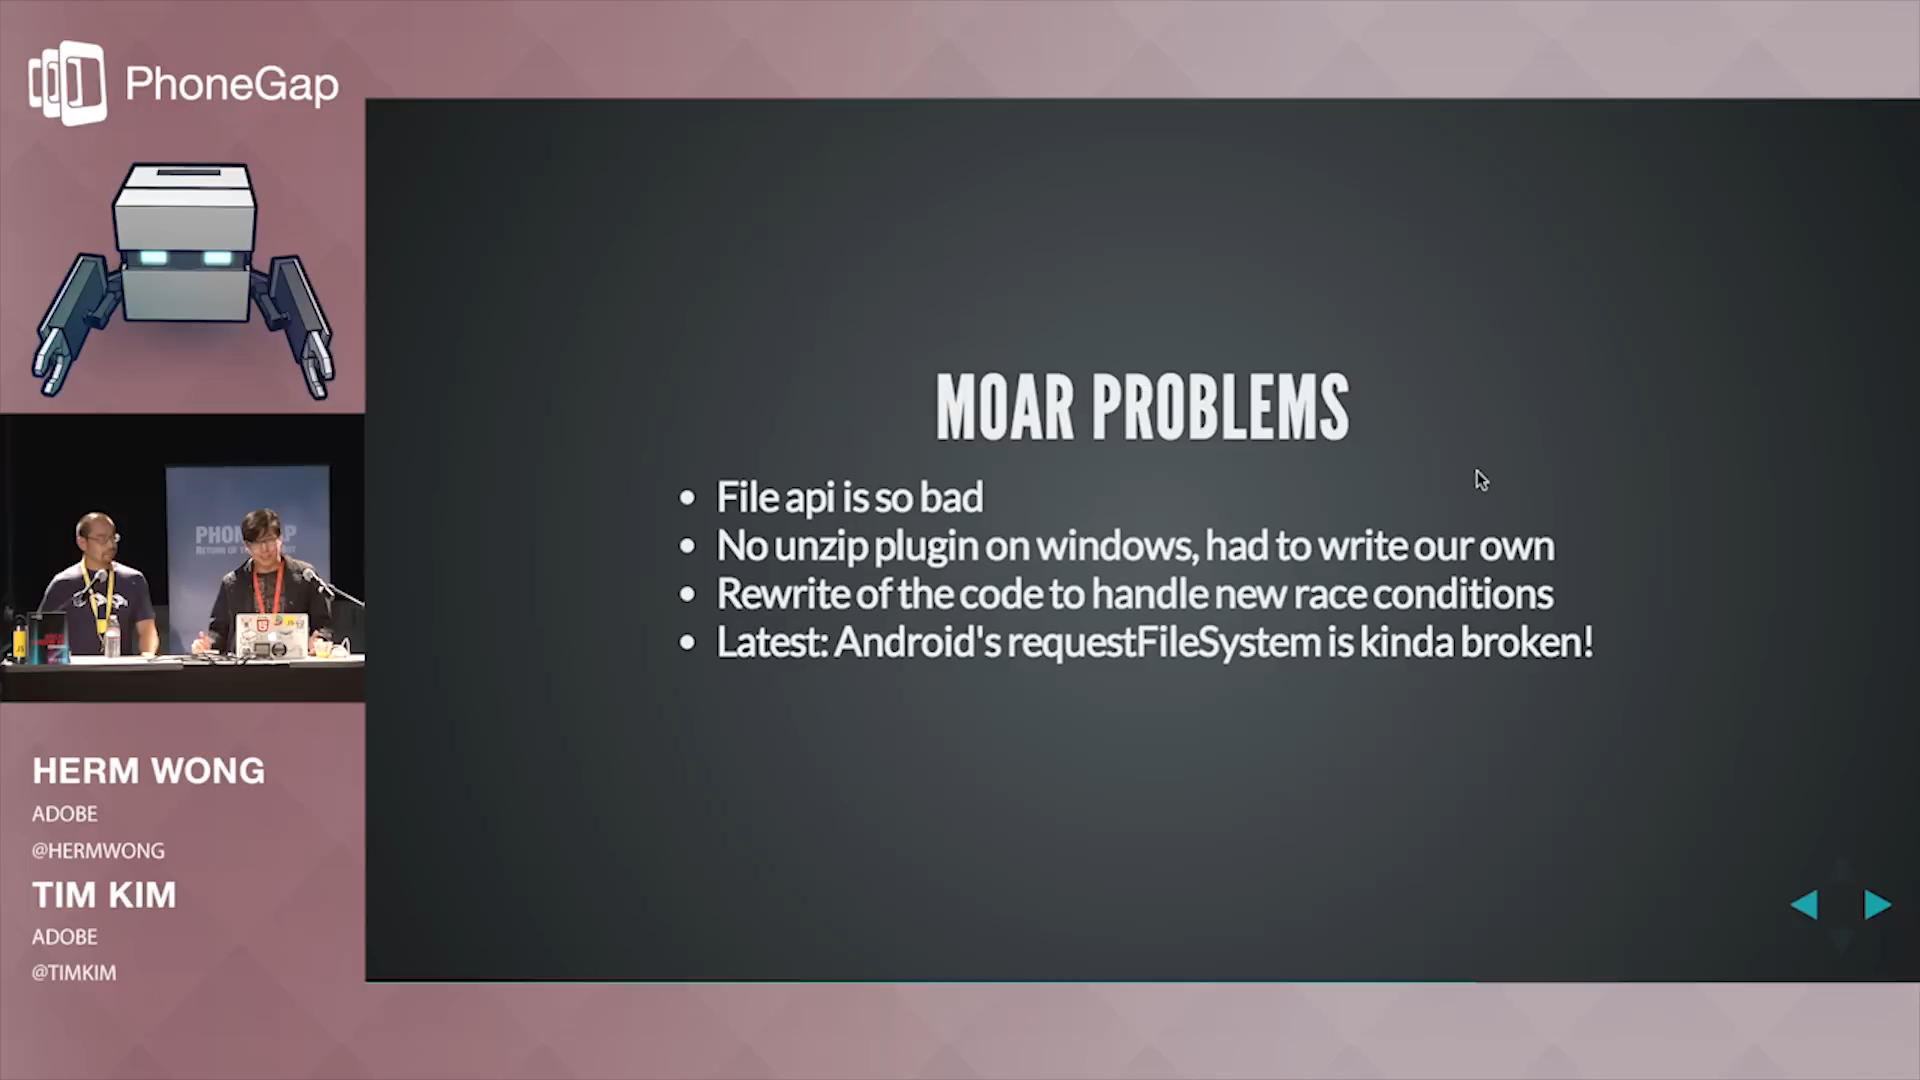 PhoneGap
MOAR PROBLEMS
File api is so bad
No unzip plugin on windows, had to write our own
Rewrite of the code to handle new race conditions
Latest: Android's requestFileSystem is kinda broken!
HERM WONG
ADOBE
@HERMWONG
TIM KIM
ADOBE
@TIMKIM